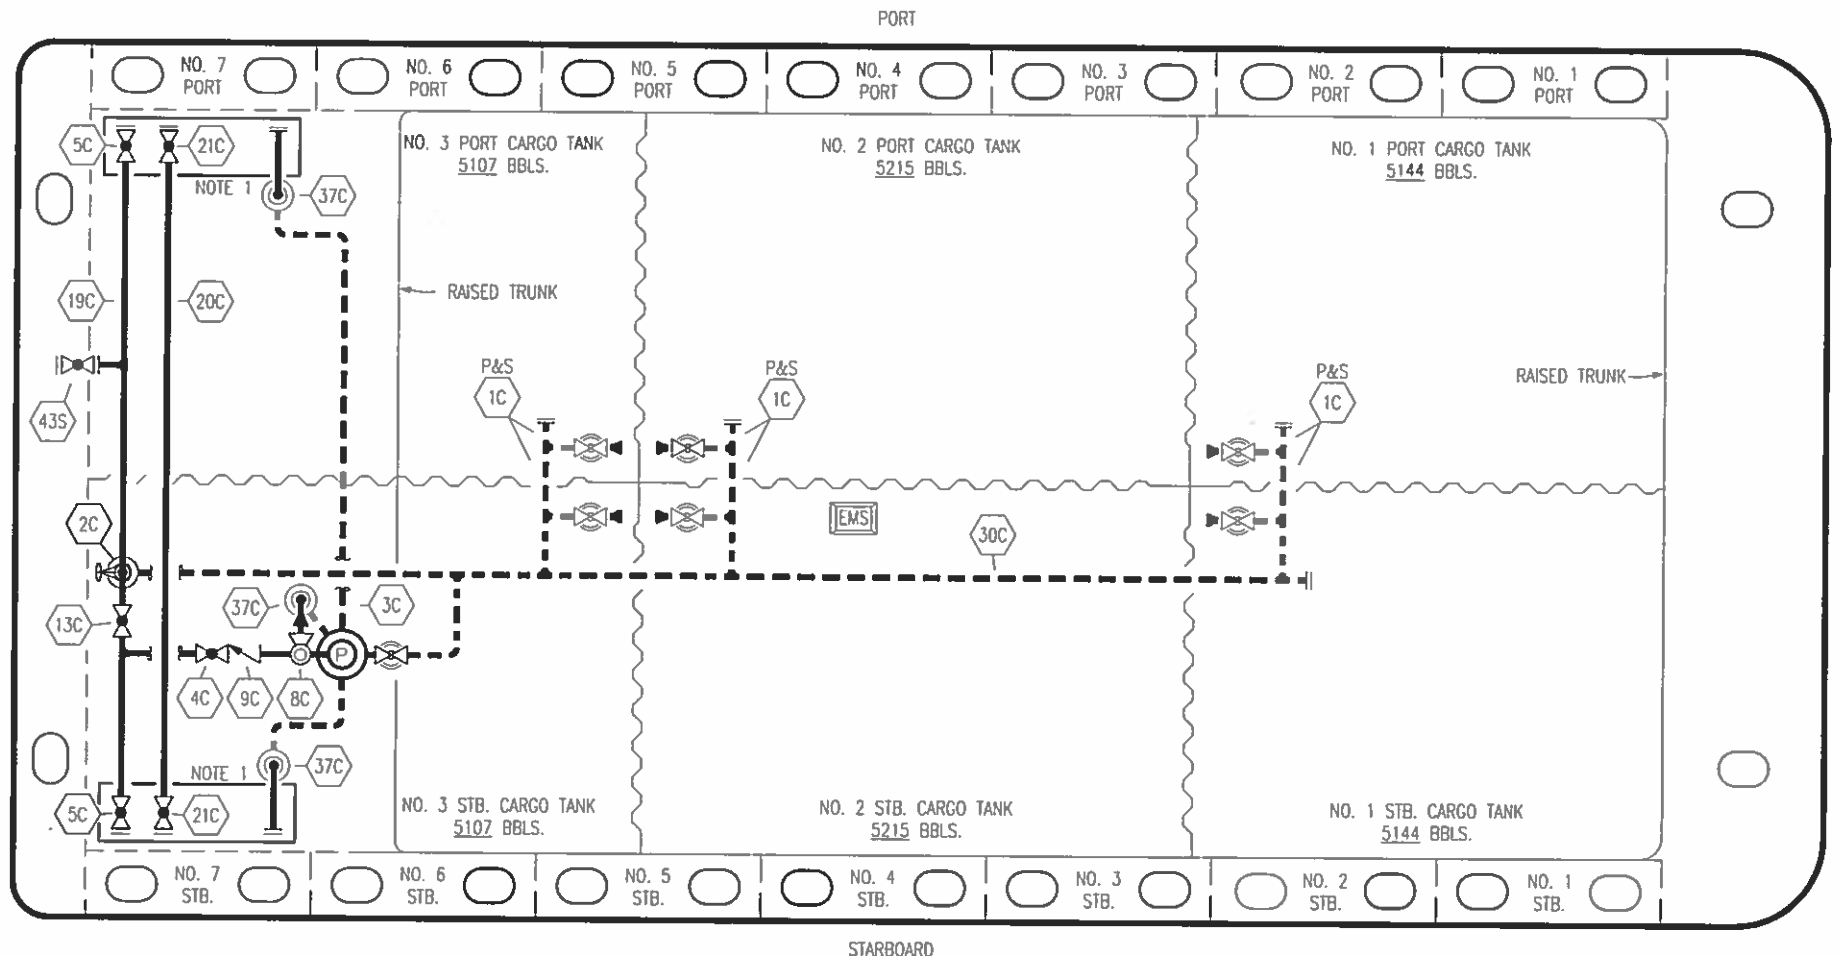 PORT
NO. 7
PORT
NO. 6
PORT
NO. 5
PORT
NO. 4
PORT
NO. 3
PORT
NO. 2
PORT
NO. 1
PORT
5C
21C
NOTE 1
37C
NO. 3 PORT CARGO TANK
5107 BBLS.
NO. 2 PORT CARGO TANK
5215 BBLS.
NO. 1 PORT CARGO TANK
5144 BBLS.
19C
20C
RAISED TRUNK
43S
P&S
1C
P&S
1C
P&S
1C
RAISED TRUNK
2C
EMS
30C
13C
37C
3C
P
4C
9C
8C
NOTE 1
37C
5C
21C
NO. 3 STB. CARGO TANK
5107 BBLS.
NO. 2 STB. CARGO TANK
5215 BBLS.
NO. 1 STB. CARGO TANK
5144 BBLS.
NO. 7
STB.
NO. 6
STB.
NO. 5
STB.
NO. 4
STB.
NO. 3
STB.
NO. 2
STB.
NO. 1
STB.
STARBOARD